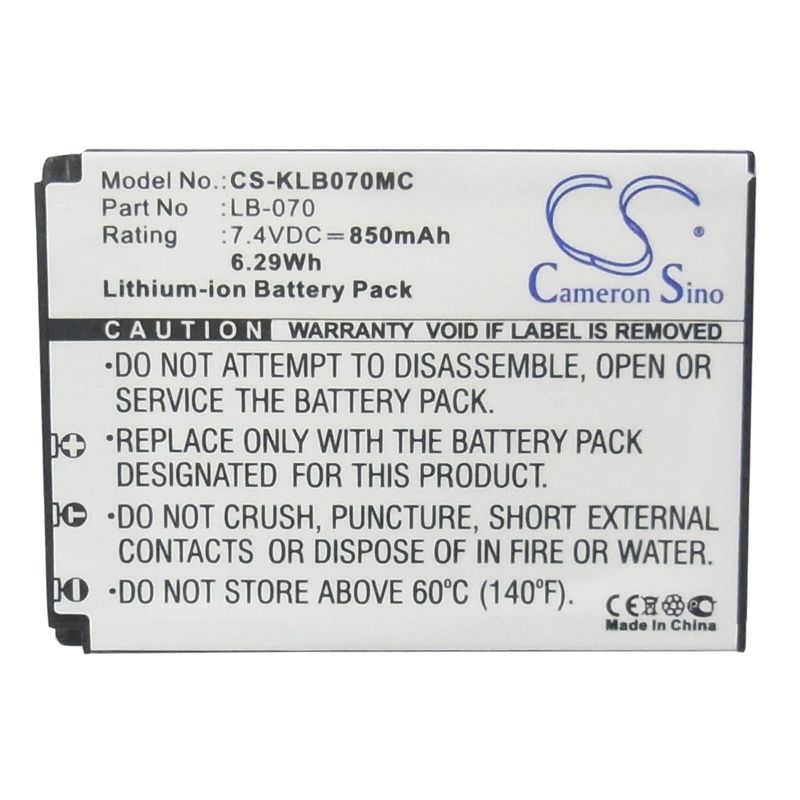 Model No.: CS-KLB070MC
Part No : LB-070
Rating : 7.4VDC ⎓ 850mAh
6.29Wh
Lithium-ion Battery Pack
CS
Cameron Sino
CAUTION WARRANTY VOID IF LABEL IS REMOVED
•DO NOT ATTEMPT TO DISASSEMBLE, OPEN OR
SERVICE THE BATTERY PACK.
•REPLACE ONLY WITH THE BATTERY PACK
DESIGNATED FOR THIS PRODUCT.
•DO NOT CRUSH, PUNCTURE, SHORT EXTERNAL
CONTACTS OR DISPOSE OF IN FIRE OR WATER.
•DO NOT STORE ABOVE 60ºC (140ºF).
CE
Made In China